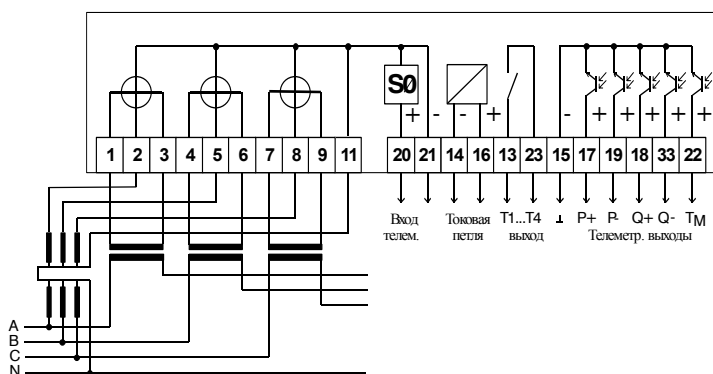 S0
+ - - + - + + + + +
1 2 3 4 5 6 7 8 9 11 20 21 14 16 13 23 15 17 19 18 33 22
Вход Токовая T1...T4 ⊥ P+ P- Q+ Q- TM
телем. петля выход Телеметр. выходы
A
B
C
N